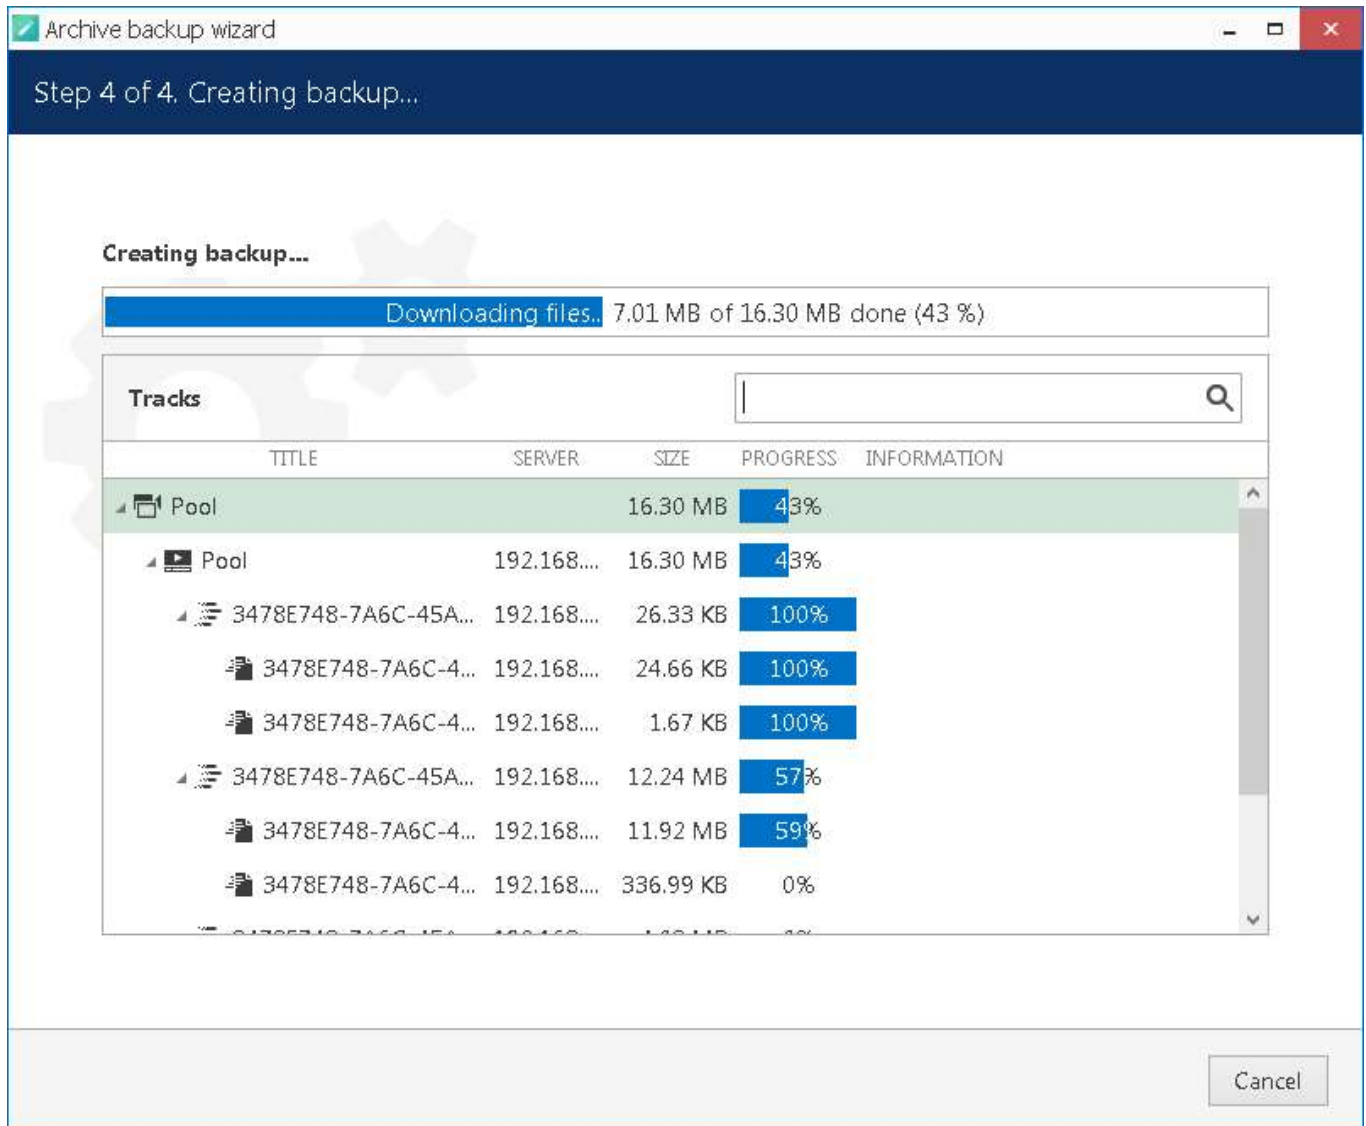 Archive backup wizard
Step 4 of 4. Creating backup...
Creating backup...
Downloading files.. 7.01 MB of 16.30 MB done (43 %)
Tracks
TITLE SERVER SIZE PROGRESS INFORMATION
Pool 16.30 MB 43%
Pool 192.168.... 16.30 MB 43%
3478E748-7A6C-45A... 192.168.... 26.33 KB 100%
3478E748-7A6C-4... 192.168.... 24.66 KB 100%
3478E748-7A6C-4... 192.168.... 1.67 KB 100%
3478E748-7A6C-45A... 192.168.... 12.24 MB 57%
3478E748-7A6C-4... 192.168.... 11.92 MB 59%
3478E748-7A6C-4... 192.168.... 336.99 KB 0%
Cancel